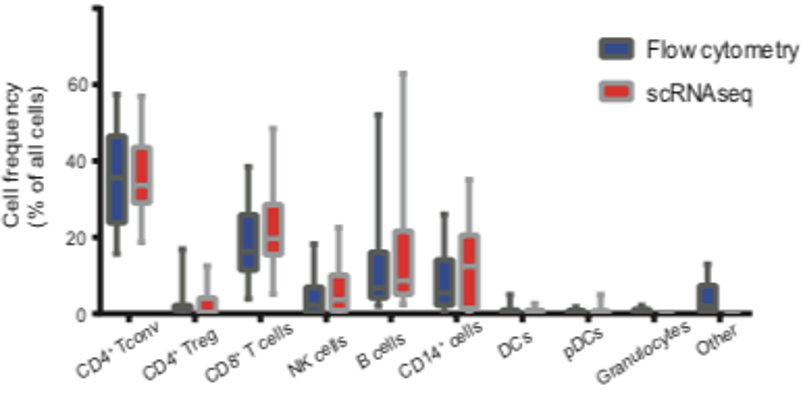 Flow cytometry
scRNAseq
Cell frequency
(% of all cells)
60
40
20
0
CD4⁺ Tconv
CD4⁺ Treg
CD8⁺ T cells
NK cells
B cells
CD14⁺ cells
DCs
pDCs
Granulocytes
Other